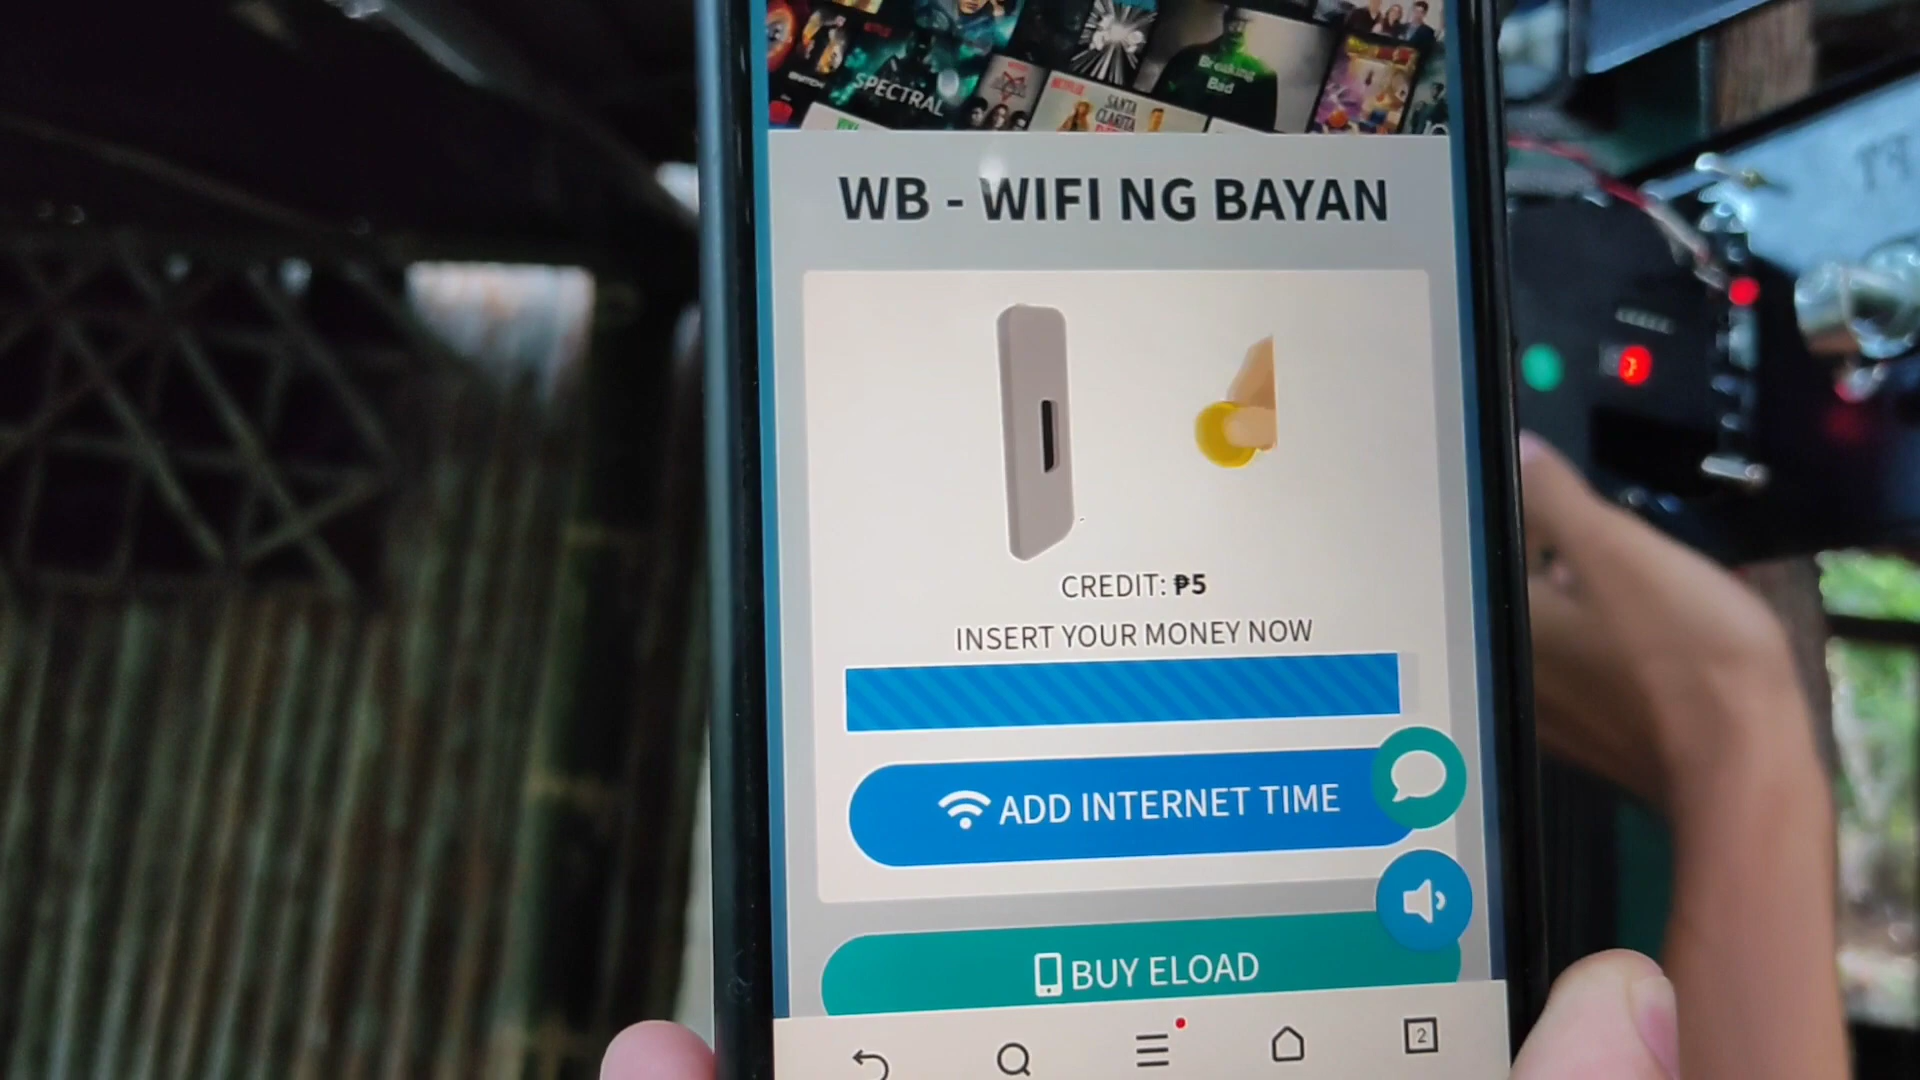 SPECTRAL
Breaking
Bad
NETFLIX
SANTA
CLARITA
WB - WIFI NG BAYAN
CREDIT: ₱5
INSERT YOUR MONEY NOW
ADD INTERNET TIME
BUY ELOAD
2